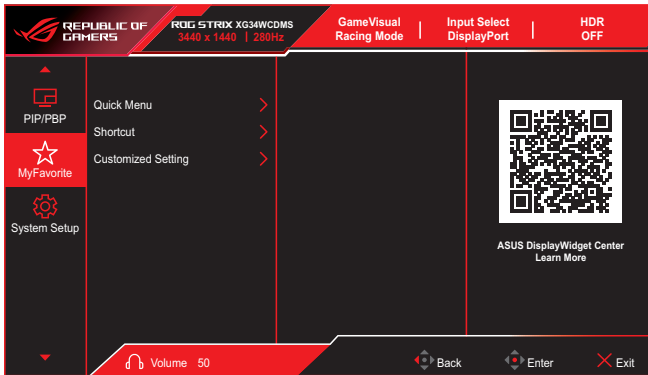 REPUBLIC OF
GAMERS
ROG STRIX XG34WCDMS
3440 x 1440 | 280Hz
GameVisual
Racing Mode
Input Select
DisplayPort
HDR
OFF
PIP/PBP
MyFavorite
System Setup
Quick Menu
Shortcut
Customized Setting
ASUS DisplayWidget Center
Learn More
Volume 50
Back
Enter
Exit